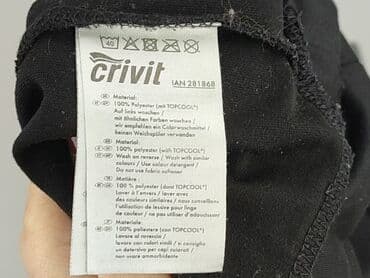 40
crivit
IAN 281868
Material:
100% Polyester (mit TOPCOOL®)
Auf links waschen /
mit ähnlichen Farben waschen /
wir empfehlen ein Colorwaschmittel /
keinen Weichspüler verwenden
Material:
100% polyester (with TOPCOOL®)
Wash on reverse / Wash with similar
colours / Use colour detergent /
Do not use fabric softener
Matière:
100 % polyester (dont TOPCOOL®)
Laver à l'envers / laver avec
des couleurs similaires / nous conseillons
l'utilisation de lessive pour linge
de couleur / ne pas utiliser d'adoucissant
Materiale:
100% poliestere (con TOPCOOL®)
Lavare al rovescio /
lavare con colori simili / si consiglia
un detersivo per capi colorati /
non usare ammorbidente